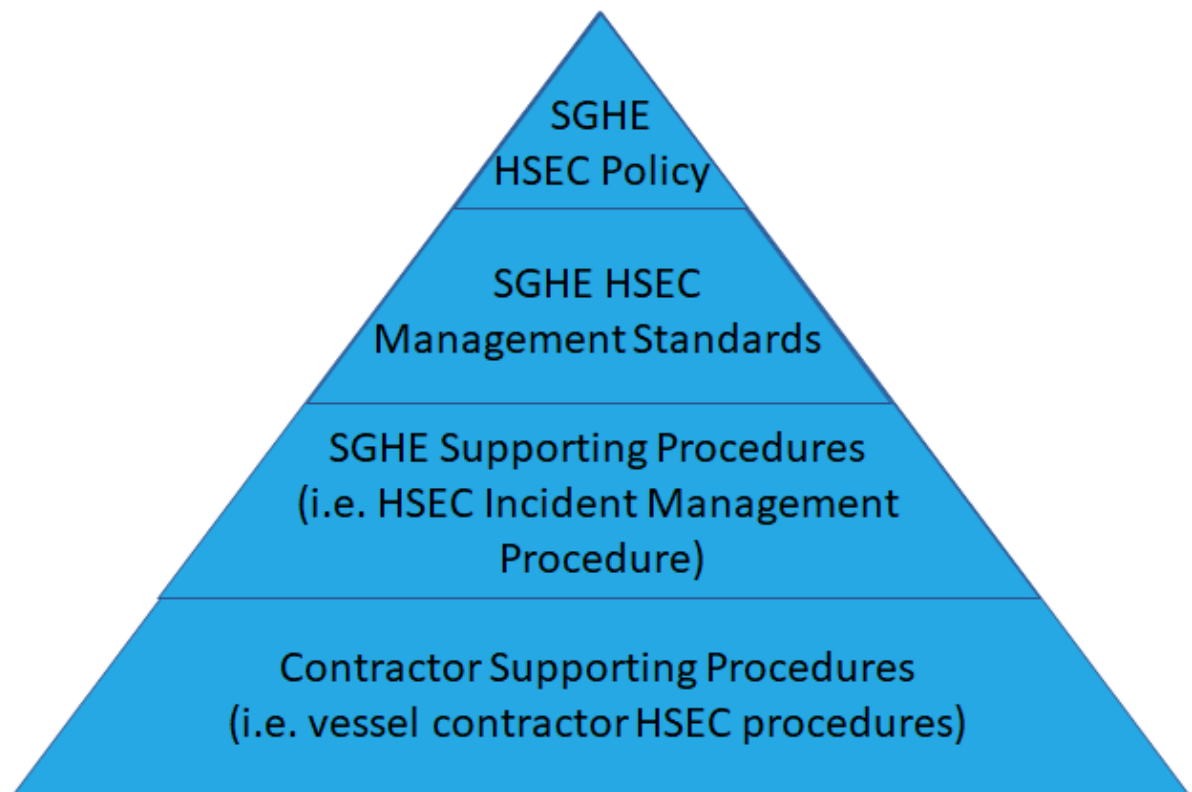 SGHE
HSEC Policy
SGHE HSEC
Management Standards
SGHE Supporting Procedures
(i.e. HSEC Incident Management
Procedure)
Contractor Supporting Procedures
(i.e. vessel contractor HSEC procedures)